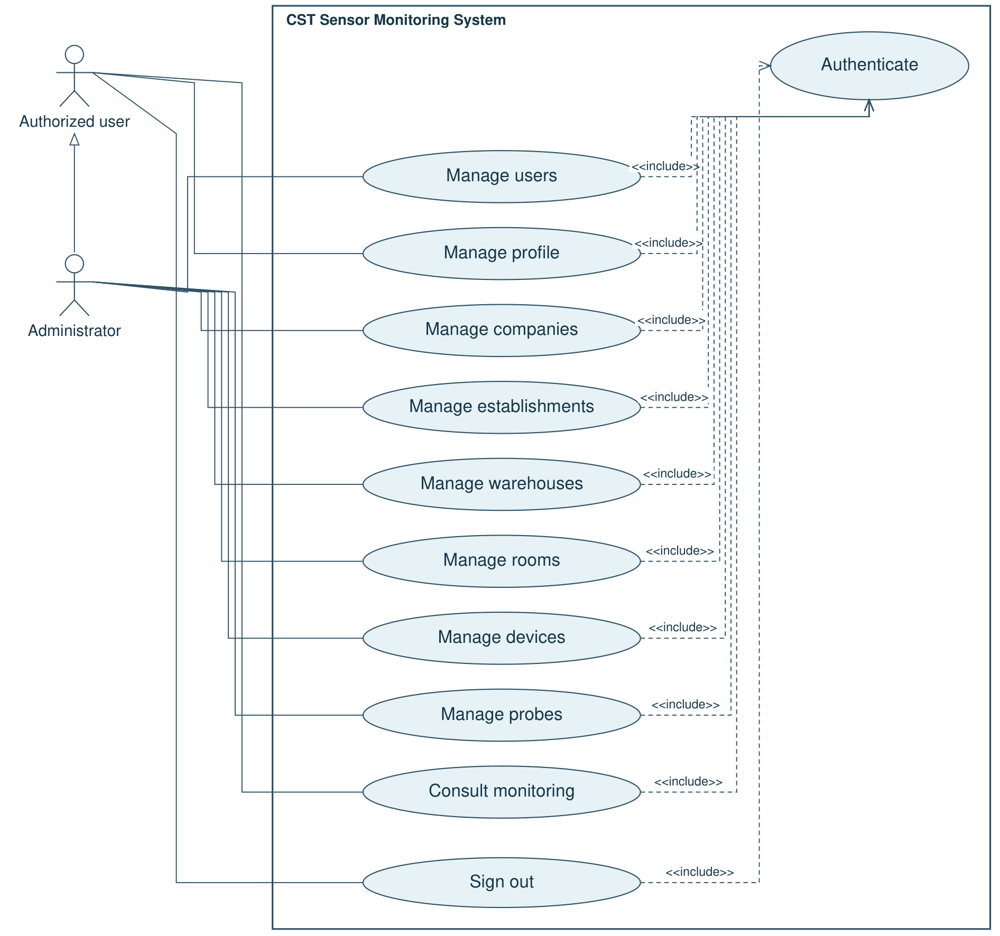 CST Sensor Monitoring System
Authenticate
Authorized user
Manage users
<<include>>
Manage profile
<<include>>
Administrator
Manage companies
<<include>>
Manage establishments
<<include>>
Manage warehouses
<<include>>
Manage rooms
<<include>>
Manage devices
<<include>>
Manage probes
<<include>>
Consult monitoring
<<include>>
Sign out
<<include>>